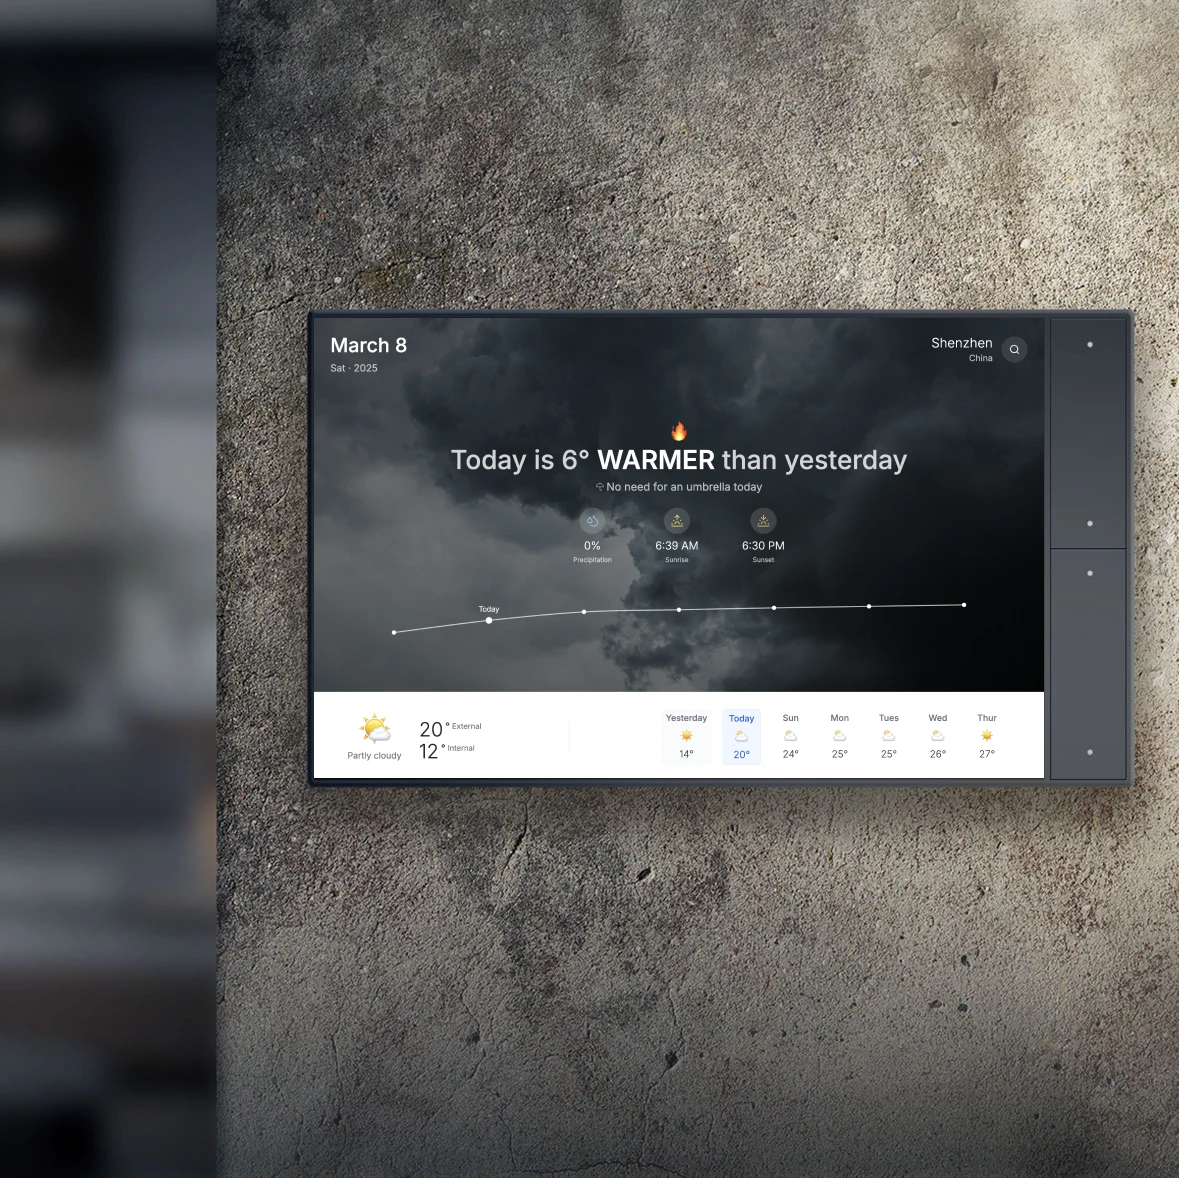 March 8
Sat · 2025
Shenzhen
China
Today is 6° WARMER than yesterday
No need for an umbrella today
0%
Precipitation
6:39 AM
Sunrise
6:30 PM
Sunset
Today
Partly cloudy
20° External
12° Internal
Yesterday
14°
Today
20°
Sun
24°
Mon
25°
Tues
25°
Wed
26°
Thur
27°